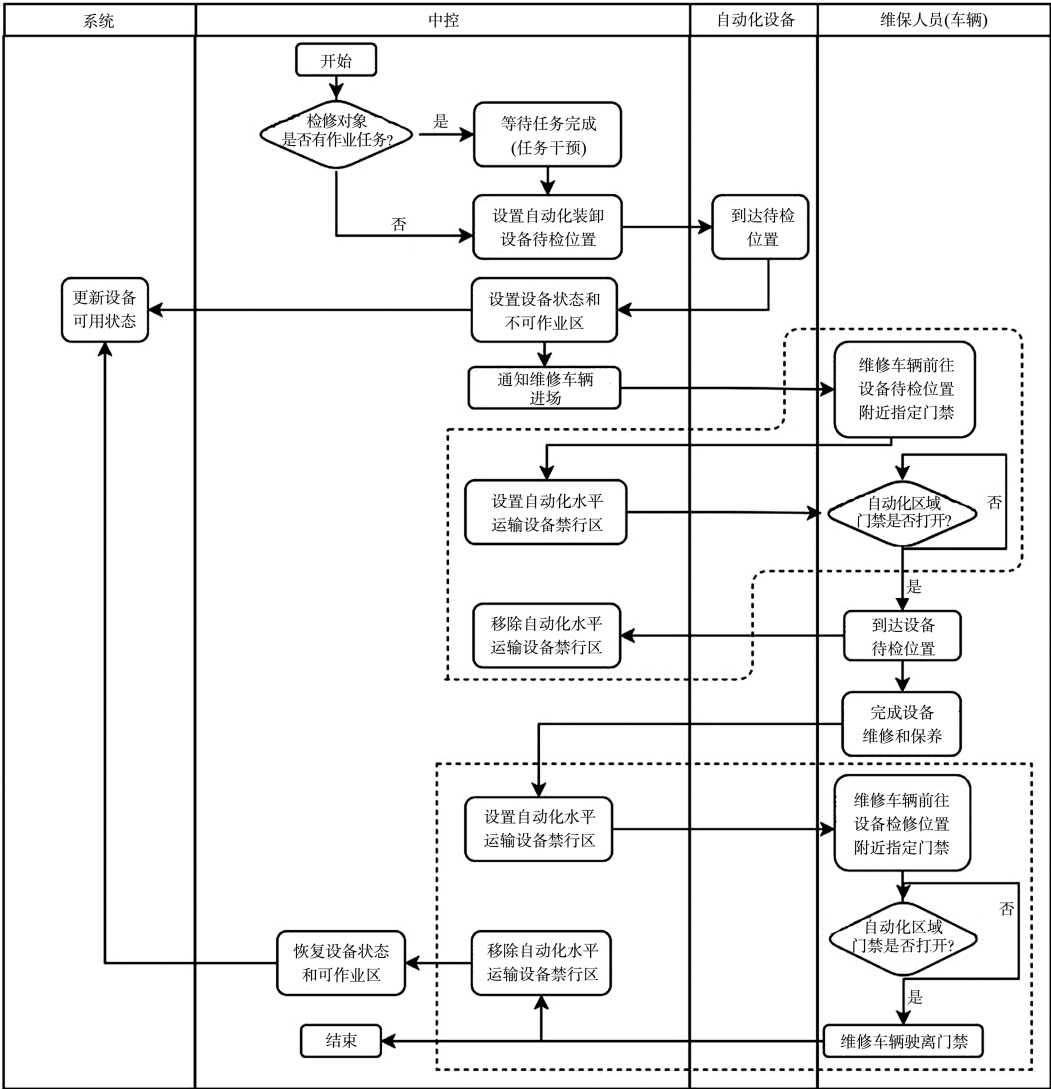 系统
中控
自动化设备
维保人员(车辆)
开始
检修对象
是否有作业任务?
是
等待任务完成
(任务干预)
否
设置自动化装卸
设备待检位置
到达待检
位置
更新设备
可用状态
设置设备状态和
不可作业区
通知维修车辆
进场
维修车辆前往
设备待检位置
附近指定门禁
设置自动化水平
运输设备禁行区
自动化区域
门禁是否打开?
否
是
移除自动化水平
运输设备禁行区
到达设备
待检位置
完成设备
维修和保养
设置自动化水平
运输设备禁行区
维修车辆前往
设备检修位置
附近指定门禁
自动化区域
门禁是否打开?
否
是
恢复设备状态
和可作业区
移除自动化水平
运输设备禁行区
结束
维修车辆驶离门禁